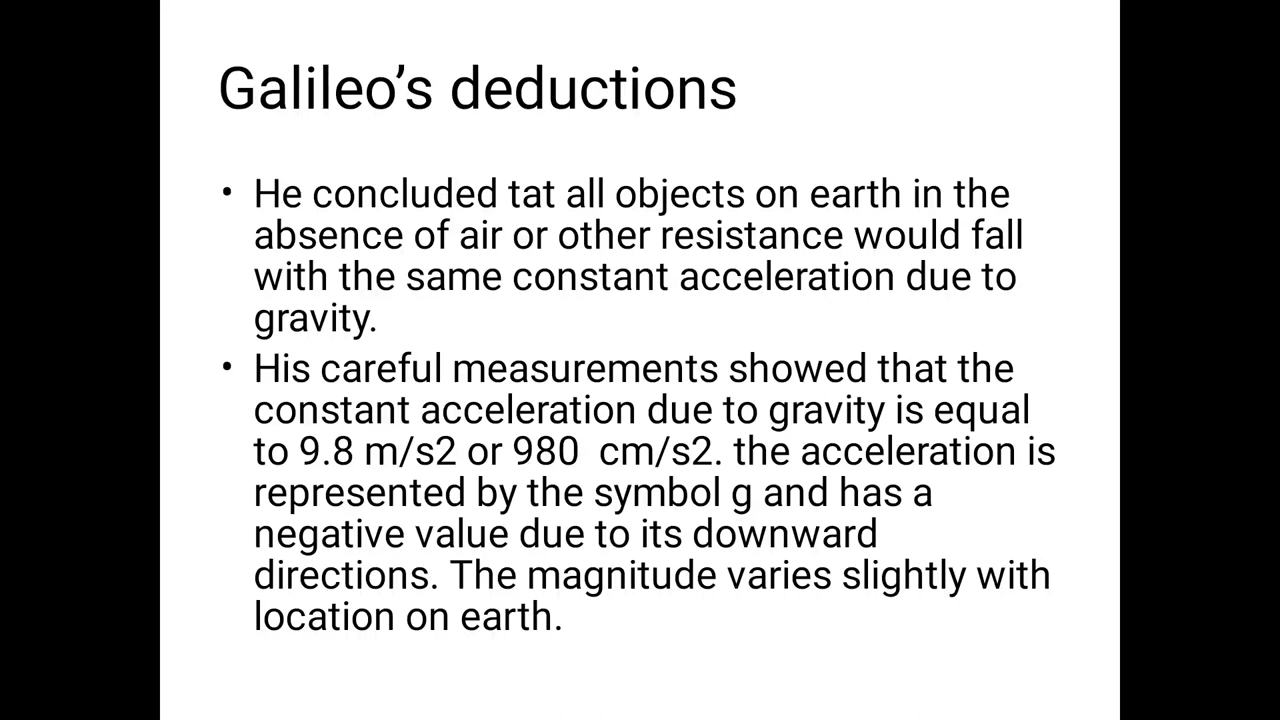 Galileo’s deductions
• He concluded tat all objects on earth in the
absence of air or other resistance would fall
with the same constant acceleration due to
gravity.
• His careful measurements showed that the
constant acceleration due to gravity is equal
to 9.8 m/s2 or 980  cm/s2. the acceleration is
represented by the symbol g and has a
negative value due to its downward
directions. The magnitude varies slightly with
location on earth.